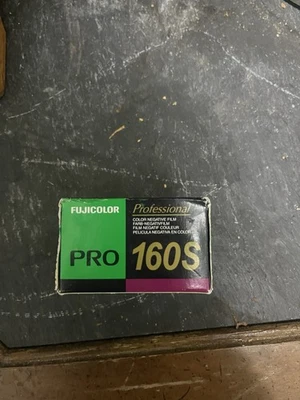 FUJICOLOR
Professional
COLOR NEGATIVE FILM
FARB-NEGATIVFILM
FILM NEGATIF COULEUR
PELICULA NEGATIVA EN COLOR
PRO 160S